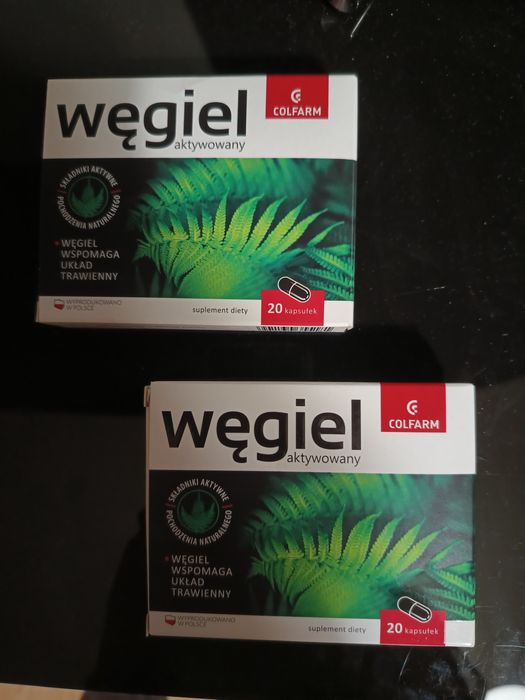 węgiel
aktywowany
COLFARM
SKŁADNIKI AKTYWNE
POCHODZENIA NATURALNEGO
WĘGIEL
WSPOMAGA
UKŁAD
TRAWIENNY
WYPRODUKOWANO
W POLSCE
suplement diety
20 kapsułek
węgiel
aktywowany
COLFARM
SKŁADNIKI AKTYWNE
POCHODZENIA NATURALNEGO
WĘGIEL
WSPOMAGA
UKŁAD
TRAWIENNY
WYPRODUKOWANO
W POLSCE
suplement diety
20 kapsułek